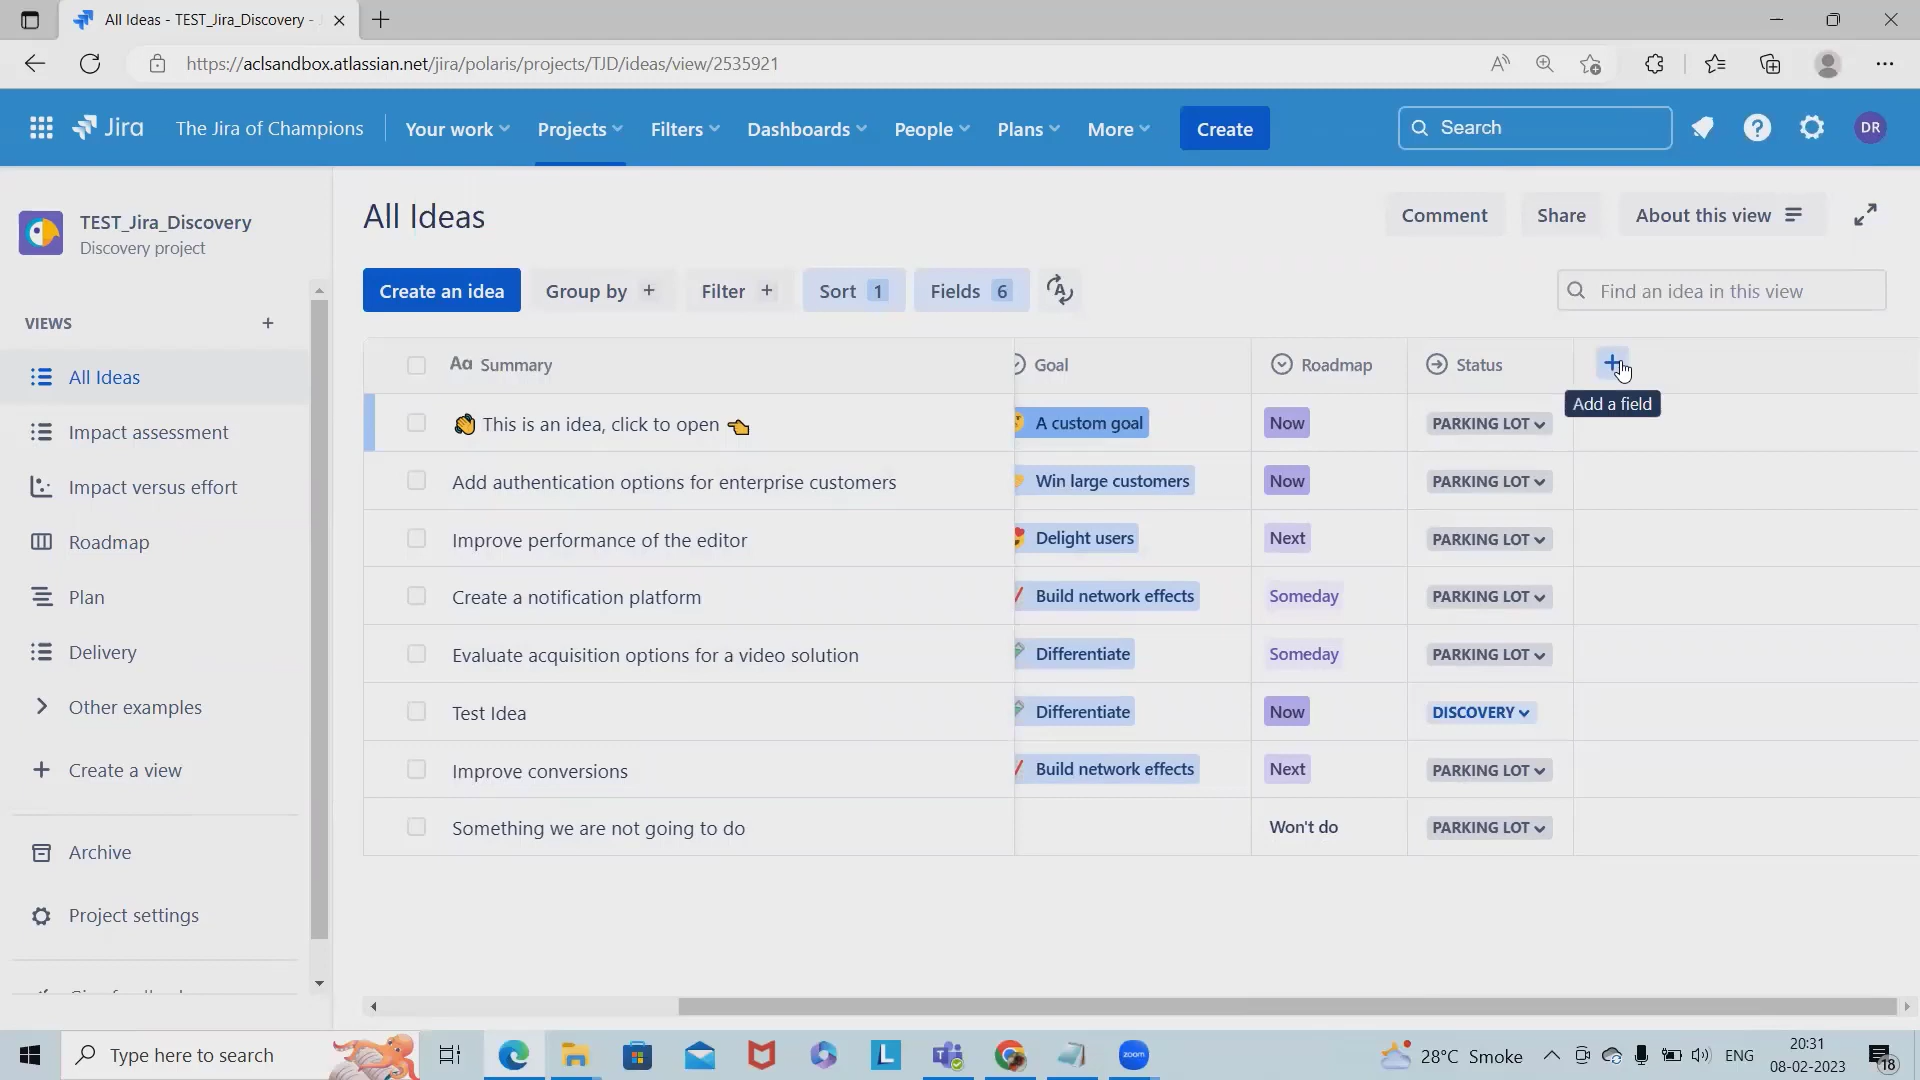 All Ideas - TEST_Jira_Discovery -
https://aclsandbox.atlassian.net/jira/polaris/projects/TJD/ideas/view/2535921
Jira The Jira of Champions Your work Projects Filters Dashboards People Plans More Create Search DR
TEST_Jira_Discovery
Discovery project
VIEWS
All Ideas
Impact assessment
Impact versus effort
Roadmap
Plan
Delivery
Other examples
Create a view
Archive
Project settings
All Ideas Comment Share About this view
Create an idea Group by Filter Sort 1 Fields 6 Find an idea in this view
Aa Summary Goal Roadmap Status
Add a field
This is an idea, click to open A custom goal Now PARKING LOT
Add authentication options for enterprise customers Win large customers Now PARKING LOT
Improve performance of the editor Delight users Next PARKING LOT
Create a notification platform Build network effects Someday PARKING LOT
Evaluate acquisition options for a video solution Differentiate Someday PARKING LOT
Test Idea Differentiate Now DISCOVERY
Improve conversions Build network effects Next PARKING LOT
Something we are not going to do Won't do PARKING LOT
Type here to search L zoom 28°C Smoke ENG 20:31
08-02-2023 18